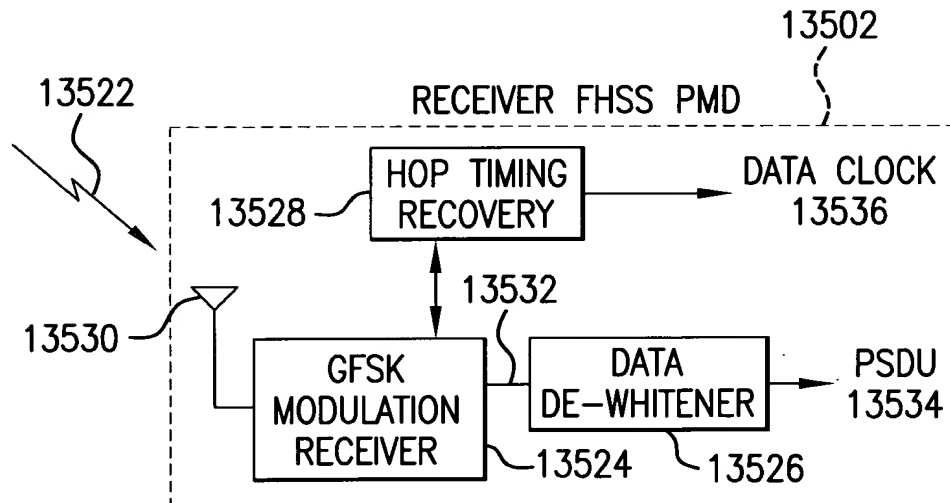 13502
13522
RECEIVER FHSS PMD
HOP TIMING
RECOVERY
13528
DATA CLOCK
13536
13532
13530
GFSK
MODULATION
RECEIVER
13524
DATA
DE-WHITENER
13526
PSDU
13534